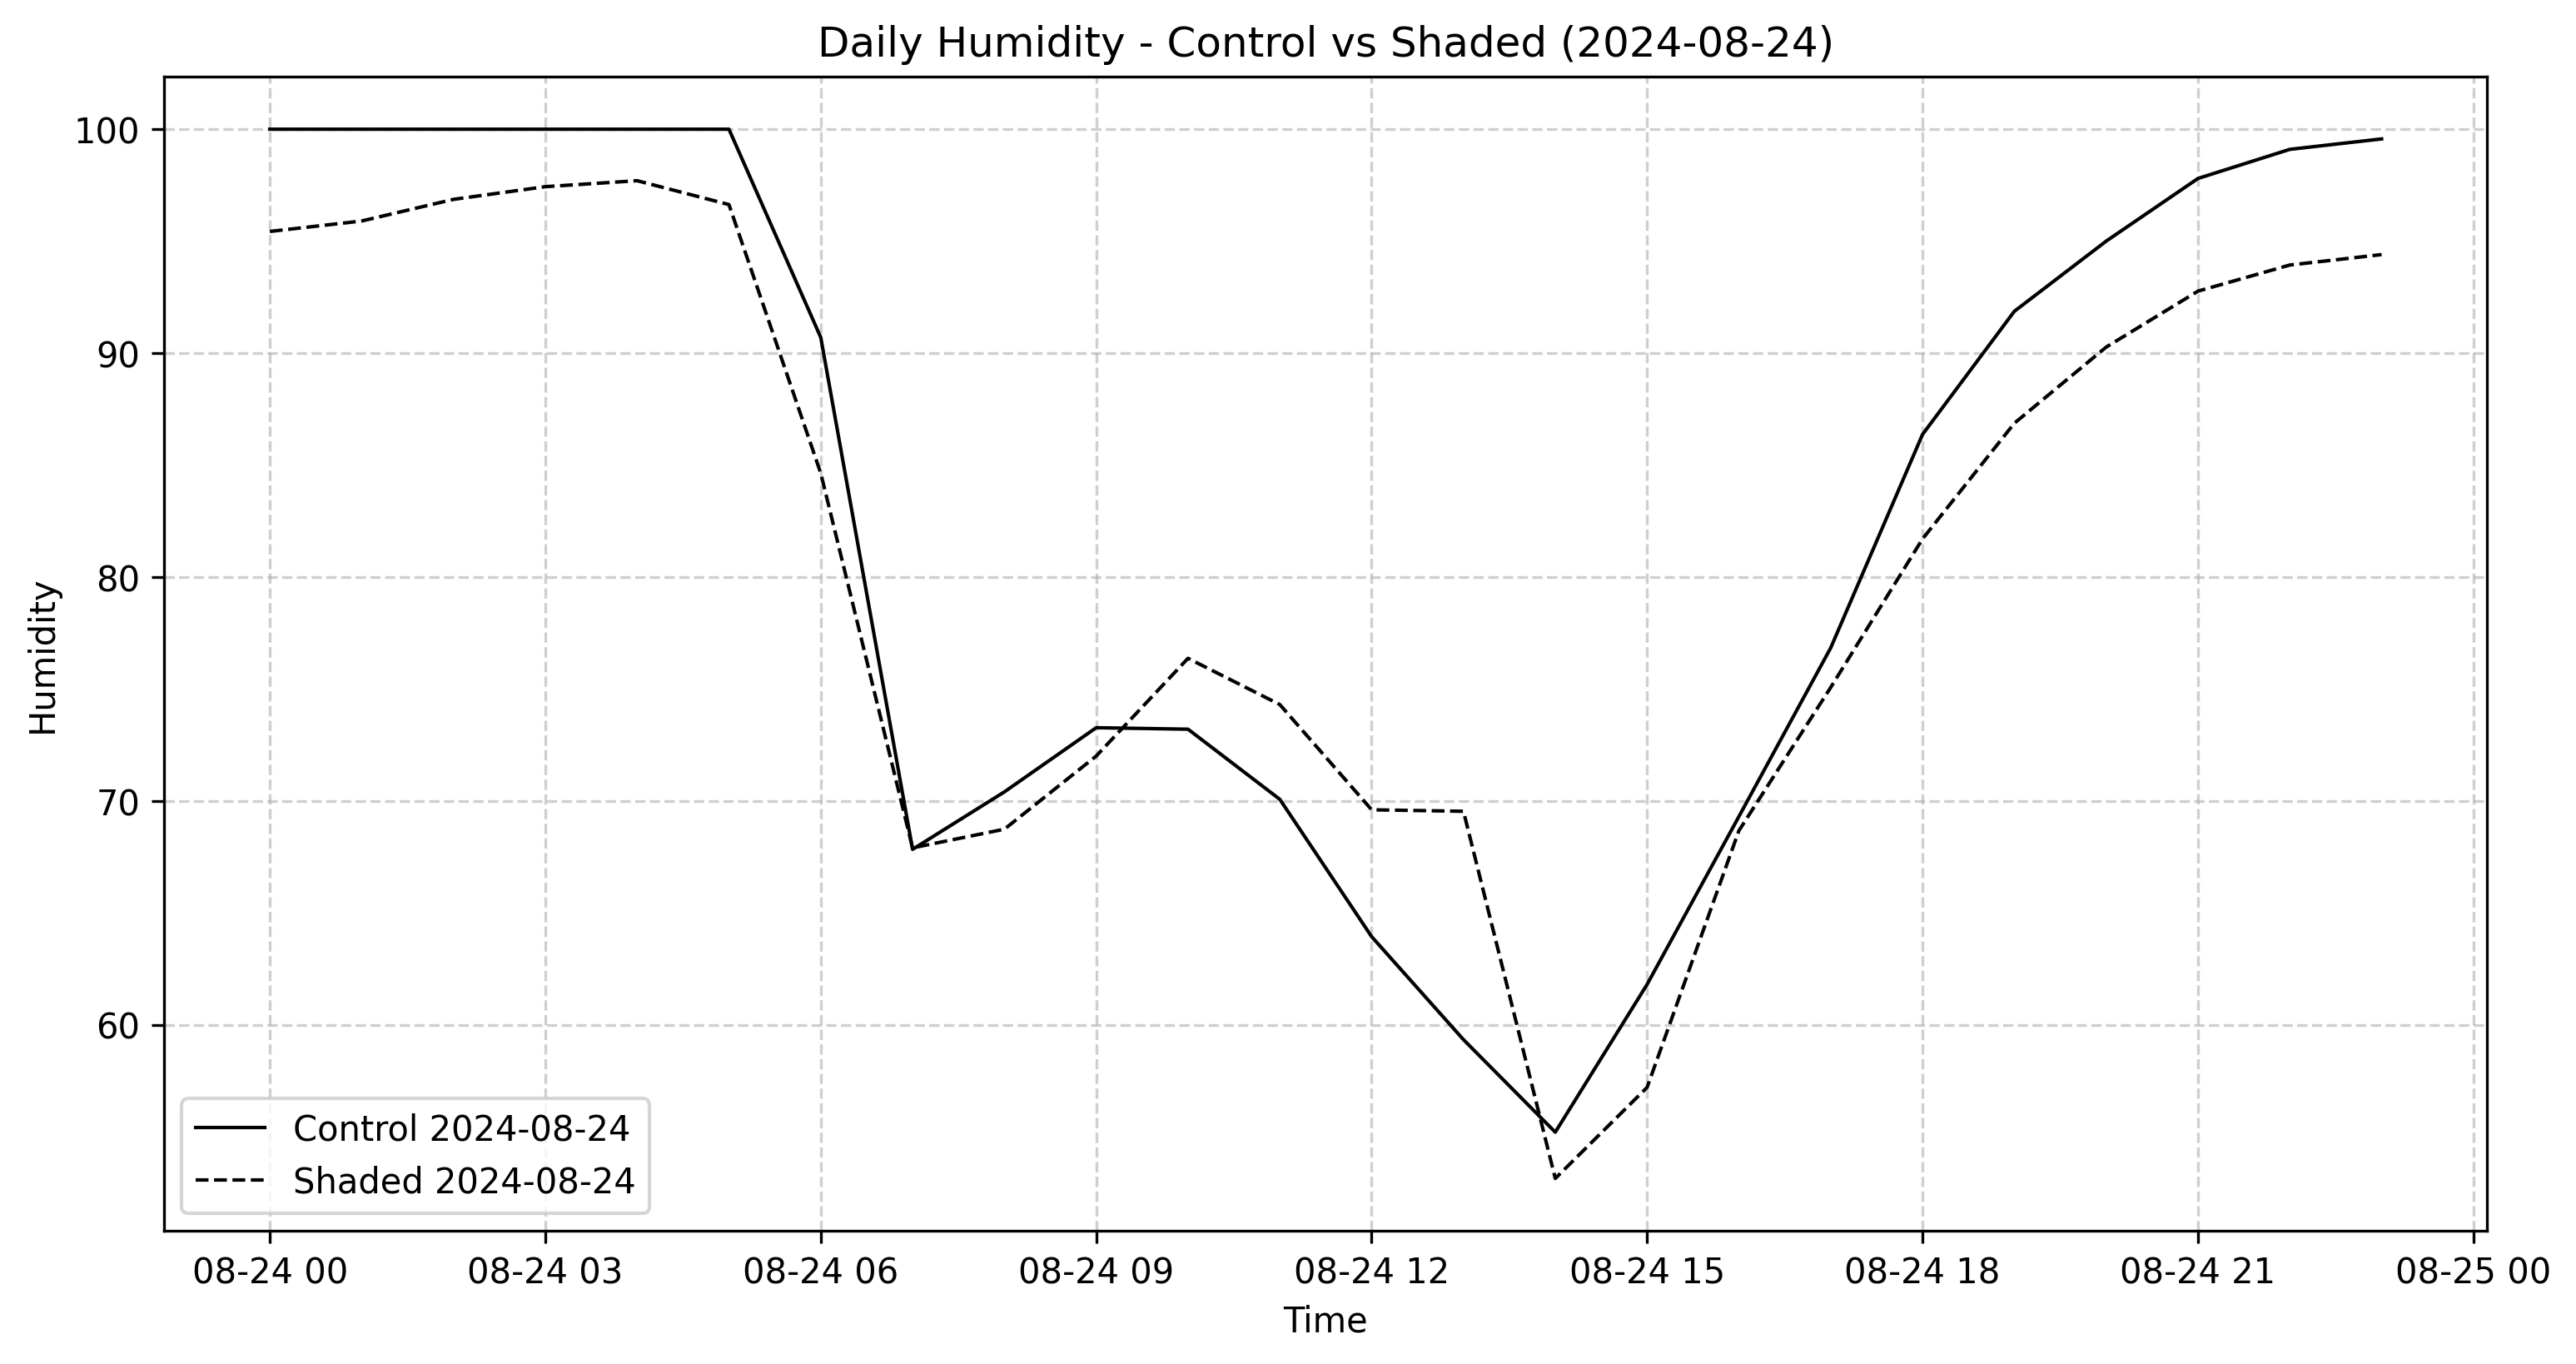 Daily Humidity - Control vs Shaded (2024-08-24)
Humidity
100
90
80
70
60
Control 2024-08-24
Shaded 2024-08-24
08-24 00 08-24 03 08-24 06 08-24 09 08-24 12 08-24 15 08-24 18 08-24 21 08-25 00
Time